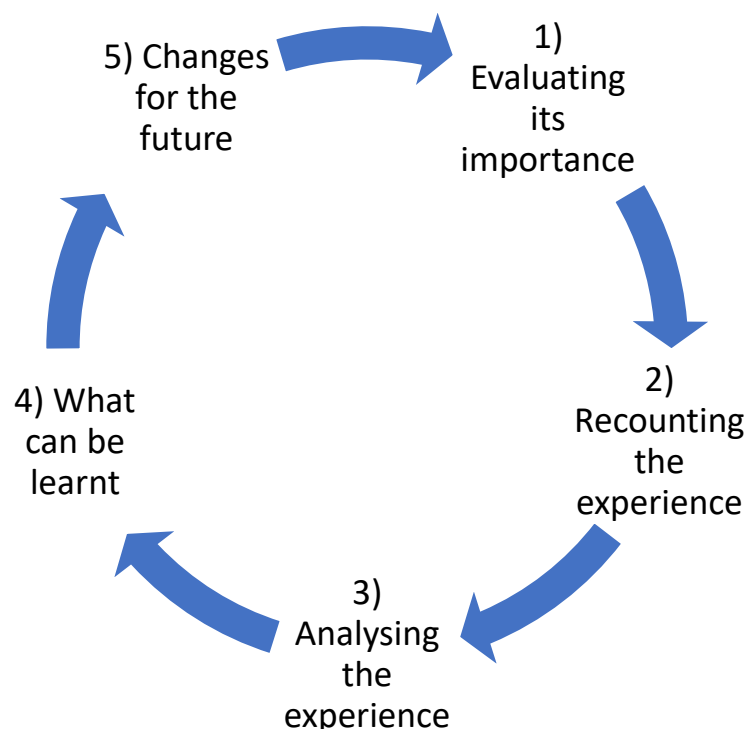 1)
Evaluating
its
importance
2)
Recounting
the
experience
3)
Analysing
the
experience
4) What
can be
learnt
5) Changes
for the
future